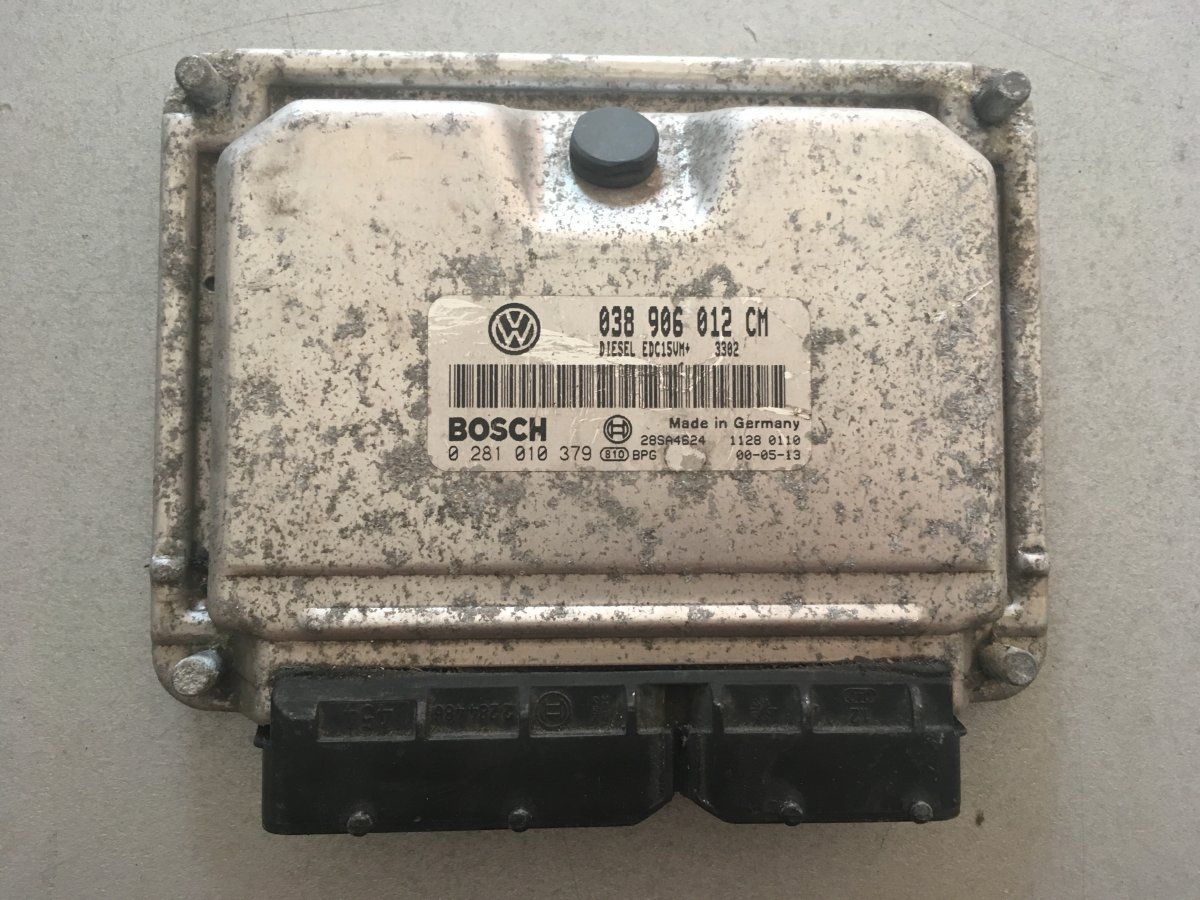 038 906 012 CM
DIESEL EDC15VM+ 3302
BOSCH
Made in Germany
28SA4624 1128 0110
0 281 010 379 810 BPG 00-05-13